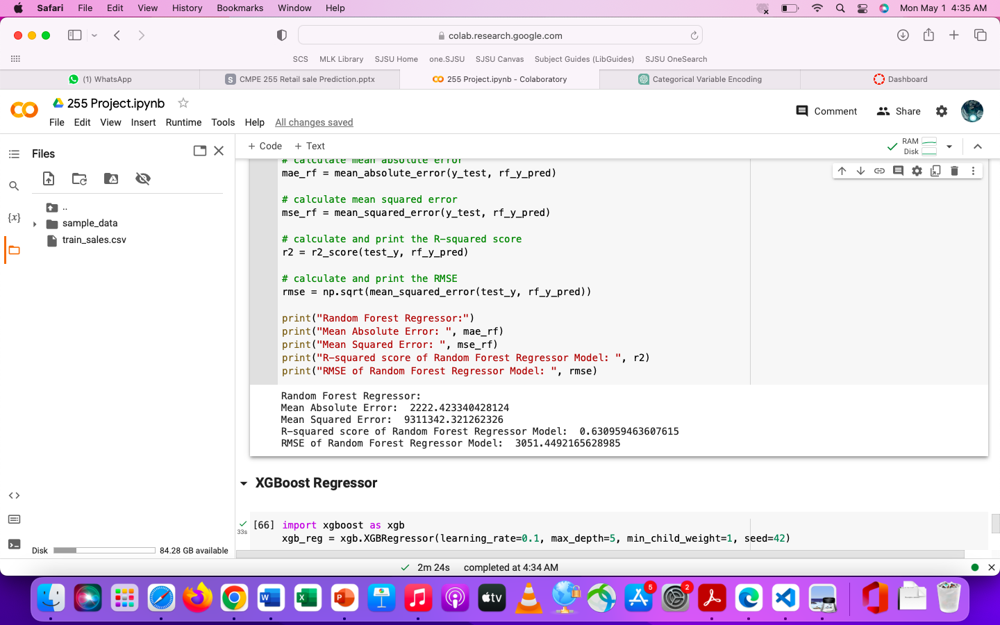 Safari File Edit View History Bookmarks Window Help Mon May 1 4:35 AM
colab.research.google.com
SCS MLK Library SJSU Home one.SJSU SJSU Canvas Subject Guides (LibGuides) SJSU OneSearch
(1) WhatsApp
S CMPE 255 Retail sale Prediction.pptx
255 Project.ipynb - Colaboratory
Categorical Variable Encoding
Dashboard
255 Project.ipynb
Comment Share
File Edit View Insert Runtime Tools Help All changes saved
Files
+ Code + Text
RAM
Disk
..
sample_data
train_sales.csv
{x}
# calculate mean absolute error
mae_rf = mean_absolute_error(y_test, rf_y_pred)
# calculate mean squared error
mse_rf = mean_squared_error(y_test, rf_y_pred)
# calculate and print the R-squared score
r2 = r2_score(test_y, rf_y_pred)
# calculate and print the RMSE
rmse = np.sqrt(mean_squared_error(test_y, rf_y_pred))
print("Random Forest Regressor:")
print("Mean Absolute Error: ", mae_rf)
print("Mean Squared Error: ", mse_rf)
print("R-squared score of Random Forest Regressor Model: ", r2)
print("RMSE of Random Forest Regressor Model: ", rmse)
Random Forest Regressor:
Mean Absolute Error:  2222.423340428124
Mean Squared Error:  9311342.321262326
R-squared score of Random Forest Regressor Model:  0.630959463607615
RMSE of Random Forest Regressor Model:  3051.4492165628985
XGBoost Regressor
33s
[66] import xgboost as xgb
xgb_reg = xgb.XGBRegressor(learning_rate=0.1, max_depth=5, min_child_weight=1, seed=42)
Disk 84.28 GB available
2m 24s completed at 4:34 AM
W X P tv 5 2